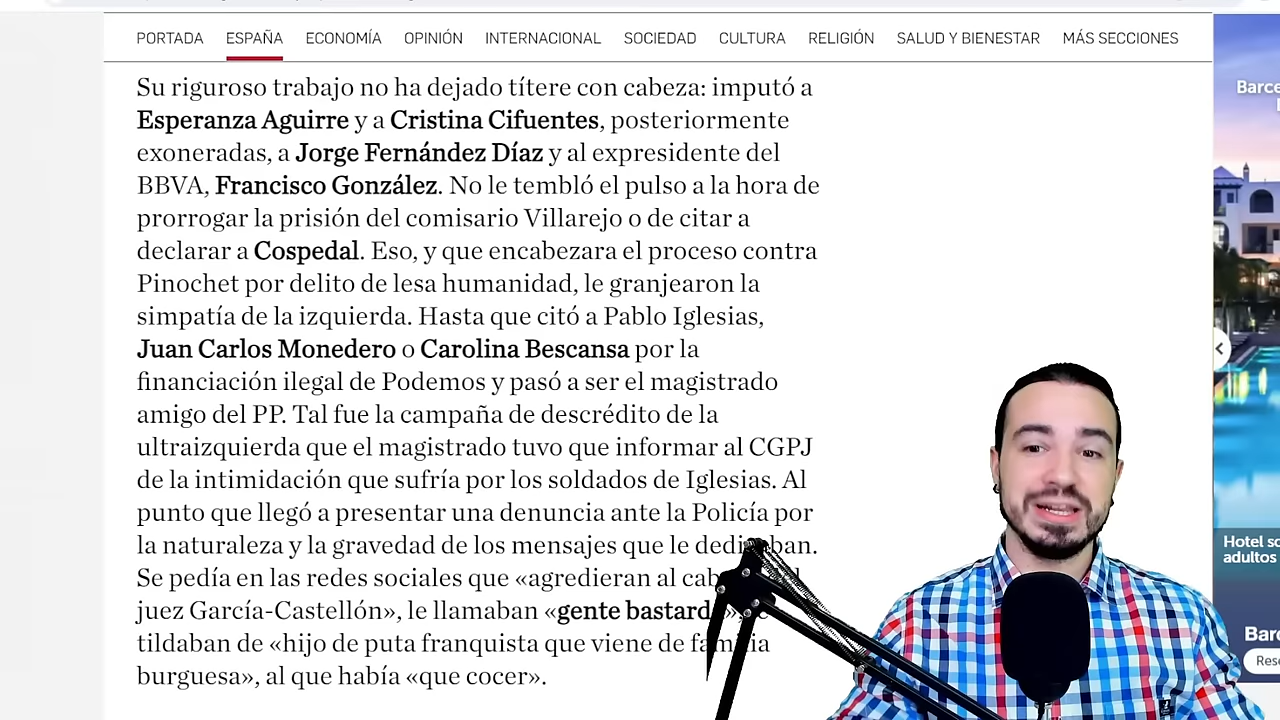 PORTADA ESPAÑA ECONOMÍA OPINIÓN INTERNACIONAL SOCIEDAD CULTURA RELIGIÓN SALUD Y BIENESTAR MÁS SECCIONES
Su riguroso trabajo no ha dejado títere con cabeza: imputó a
Esperanza Aguirre y a Cristina Cifuentes, posteriormente
exoneradas, a Jorge Fernández Díaz y al expresidente del
BBVA, Francisco González. No le tembló el pulso a la hora de
prorrogar la prisión del comisario Villarejo o de citar a
declarar a Cospedal. Eso, y que encabezara el proceso contra
Pinochet por delito de lesa humanidad, le granjearon la
simpatía de la izquierda. Hasta que citó a Pablo Iglesias,
Juan Carlos Monedero o Carolina Bescansa por la
financiación ilegal de Podemos y pasó a ser el magistrado
amigo del PP. Tal fue la campaña de descrédito de la
ultraizquierda que el magistrado tuvo que informar al CGPJ
de la intimidación que sufría por los soldados de Iglesias. Al
punto que llegó a presentar una denuncia ante la Policía por
la naturaleza y la gravedad de los mensajes que le dedicaban.
Se pedía en las redes sociales que «agredieran al
juez García-Castellón», le llamaban «gente
tildaban de «hijo de puta franquista que viene de familia
burguesa», al que había «que cocer».
Hotel
adultos